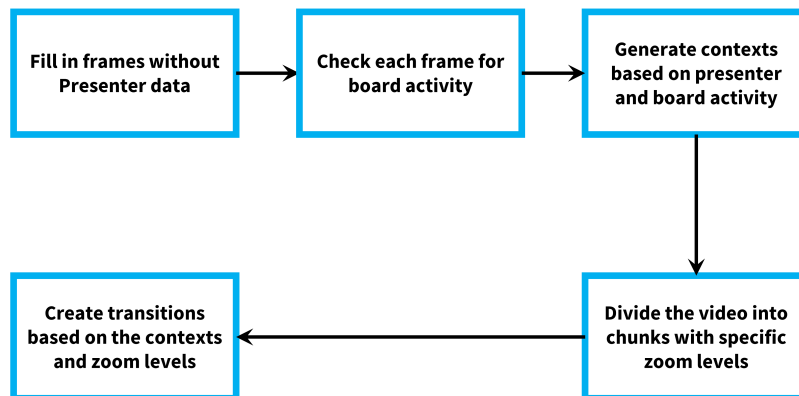 Fill in frames without
Presenter data
Check each frame for
board activity
Generate contexts
based on presenter
and board activity
Divide the video into
chunks with specific
zoom levels
Create transitions
based on the contexts
and zoom levels